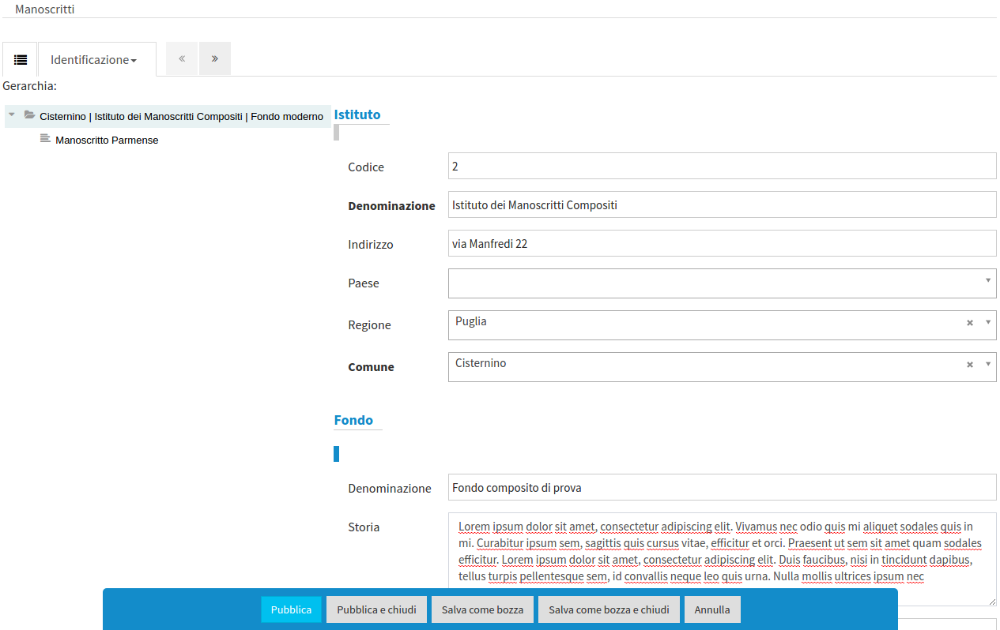 Manoscritti
Identificazione
«
»
Gerarchia:
Cisternino | Istituto dei Manoscritti Compositi | Fondo moderno
Manoscritto Parmense
Istituto
Codice
2
Denominazione
Istituto dei Manoscritti Compositi
Indirizzo
via Manfredi 22
Paese
Regione
Puglia
Comune
Cisternino
Fondo
Denominazione
Fondo composito di prova
Storia
Lorem ipsum dolor sit amet, consectetur adipiscing elit. Vivamus nec odio quis mi aliquet sodales quis in
mi. Curabitur ipsum sem, sagittis quis cursus vitae, efficitur et orci. Praesent ut sem sit amet quam sodales
efficitur. Lorem ipsum dolor sit amet, consectetur adipiscing elit. Duis faucibus, nisi in tincidunt dapibus,
tellus turpis pellentesque sem, id convallis neque leo quis urna. Nulla mollis ultrices ipsum nec
Pubblica
Pubblica e chiudi
Salva come bozza
Salva come bozza e chiudi
Annulla